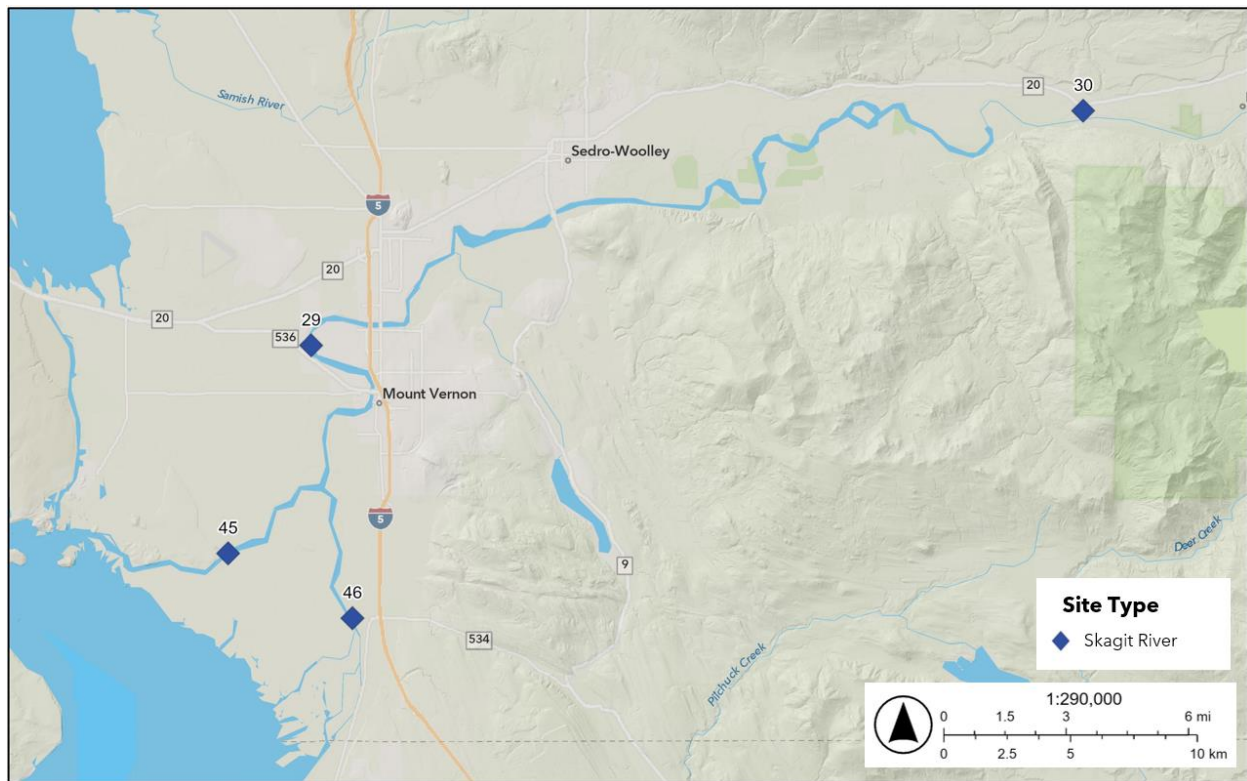 30
20
Samish River
Sedro-Woolley
5
20
29
20
536
Mount Vernon
45
5
Deer Creek
9
46
534
Pilchuck Creek
Site Type
Skagit River
1:290,000
0 1.5 3 6 mi
0 2.5 5 10 km